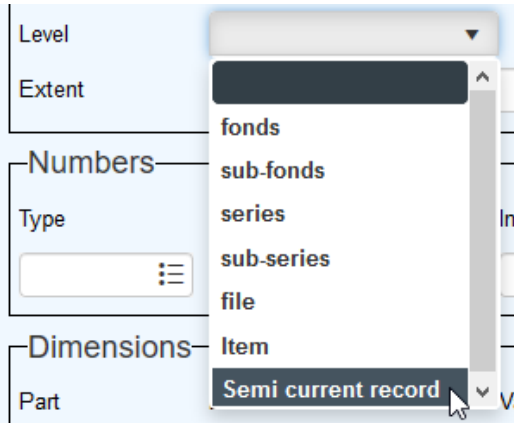 Level
Extent
fonds
Numbers
sub-fonds
Type
series
In
sub-series
file
Dimensions
Item
Part
Semi current record